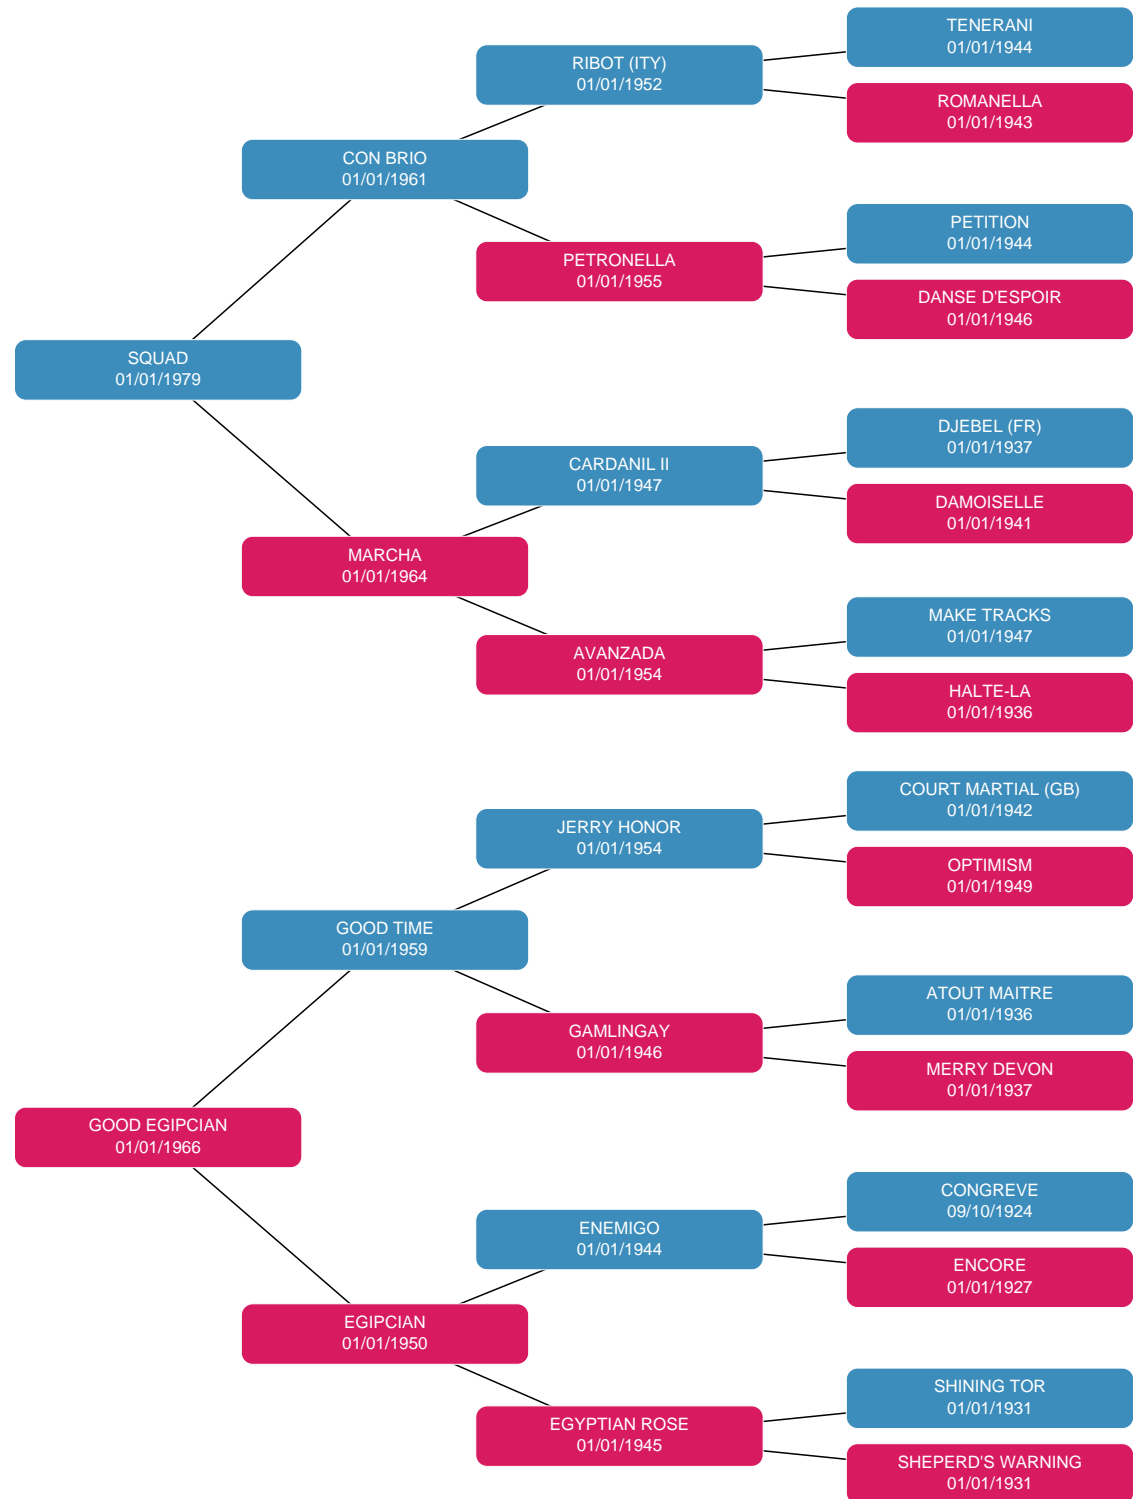 TENERANI
01/01/1944
RIBOT (ITY)
01/01/1952
ROMANELLA
01/01/1943
CON BRIO
01/01/1961
PETITION
01/01/1944
PETRONELLA
01/01/1955
DANSE D'ESPOIR
01/01/1946
SQUAD
01/01/1979
DJEBEL (FR)
01/01/1937
CARDANIL II
01/01/1947
DAMOISELLE
01/01/1941
MARCHA
01/01/1964
MAKE TRACKS
01/01/1947
AVANZADA
01/01/1954
HALTE-LA
01/01/1936
COURT MARTIAL (GB)
01/01/1942
JERRY HONOR
01/01/1954
OPTIMISM
01/01/1949
GOOD TIME
01/01/1959
ATOUT MAITRE
01/01/1936
GAMLINGAY
01/01/1946
MERRY DEVON
01/01/1937
GOOD EGIPCIAN
01/01/1966
CONGREVE
09/10/1924
ENEMIGO
01/01/1944
ENCORE
01/01/1927
EGIPCIAN
01/01/1950
SHINING TOR
01/01/1931
EGYPTIAN ROSE
01/01/1945
SHEPERD'S WARNING
01/01/1931